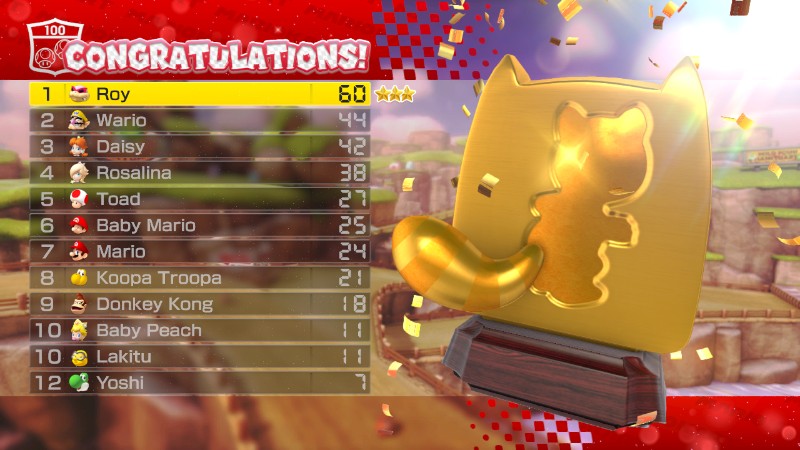 100
CONGRATULATIONS!
1 Roy 60
2 Wario 44
3 Daisy 42
4 Rosalina 38
5 Toad 27
6 Baby Mario 25
7 Mario 24
8 Koopa Troopa 21
9 Donkey Kong 18
10 Baby Peach 11
10 Lakitu 11
12 Yoshi 7